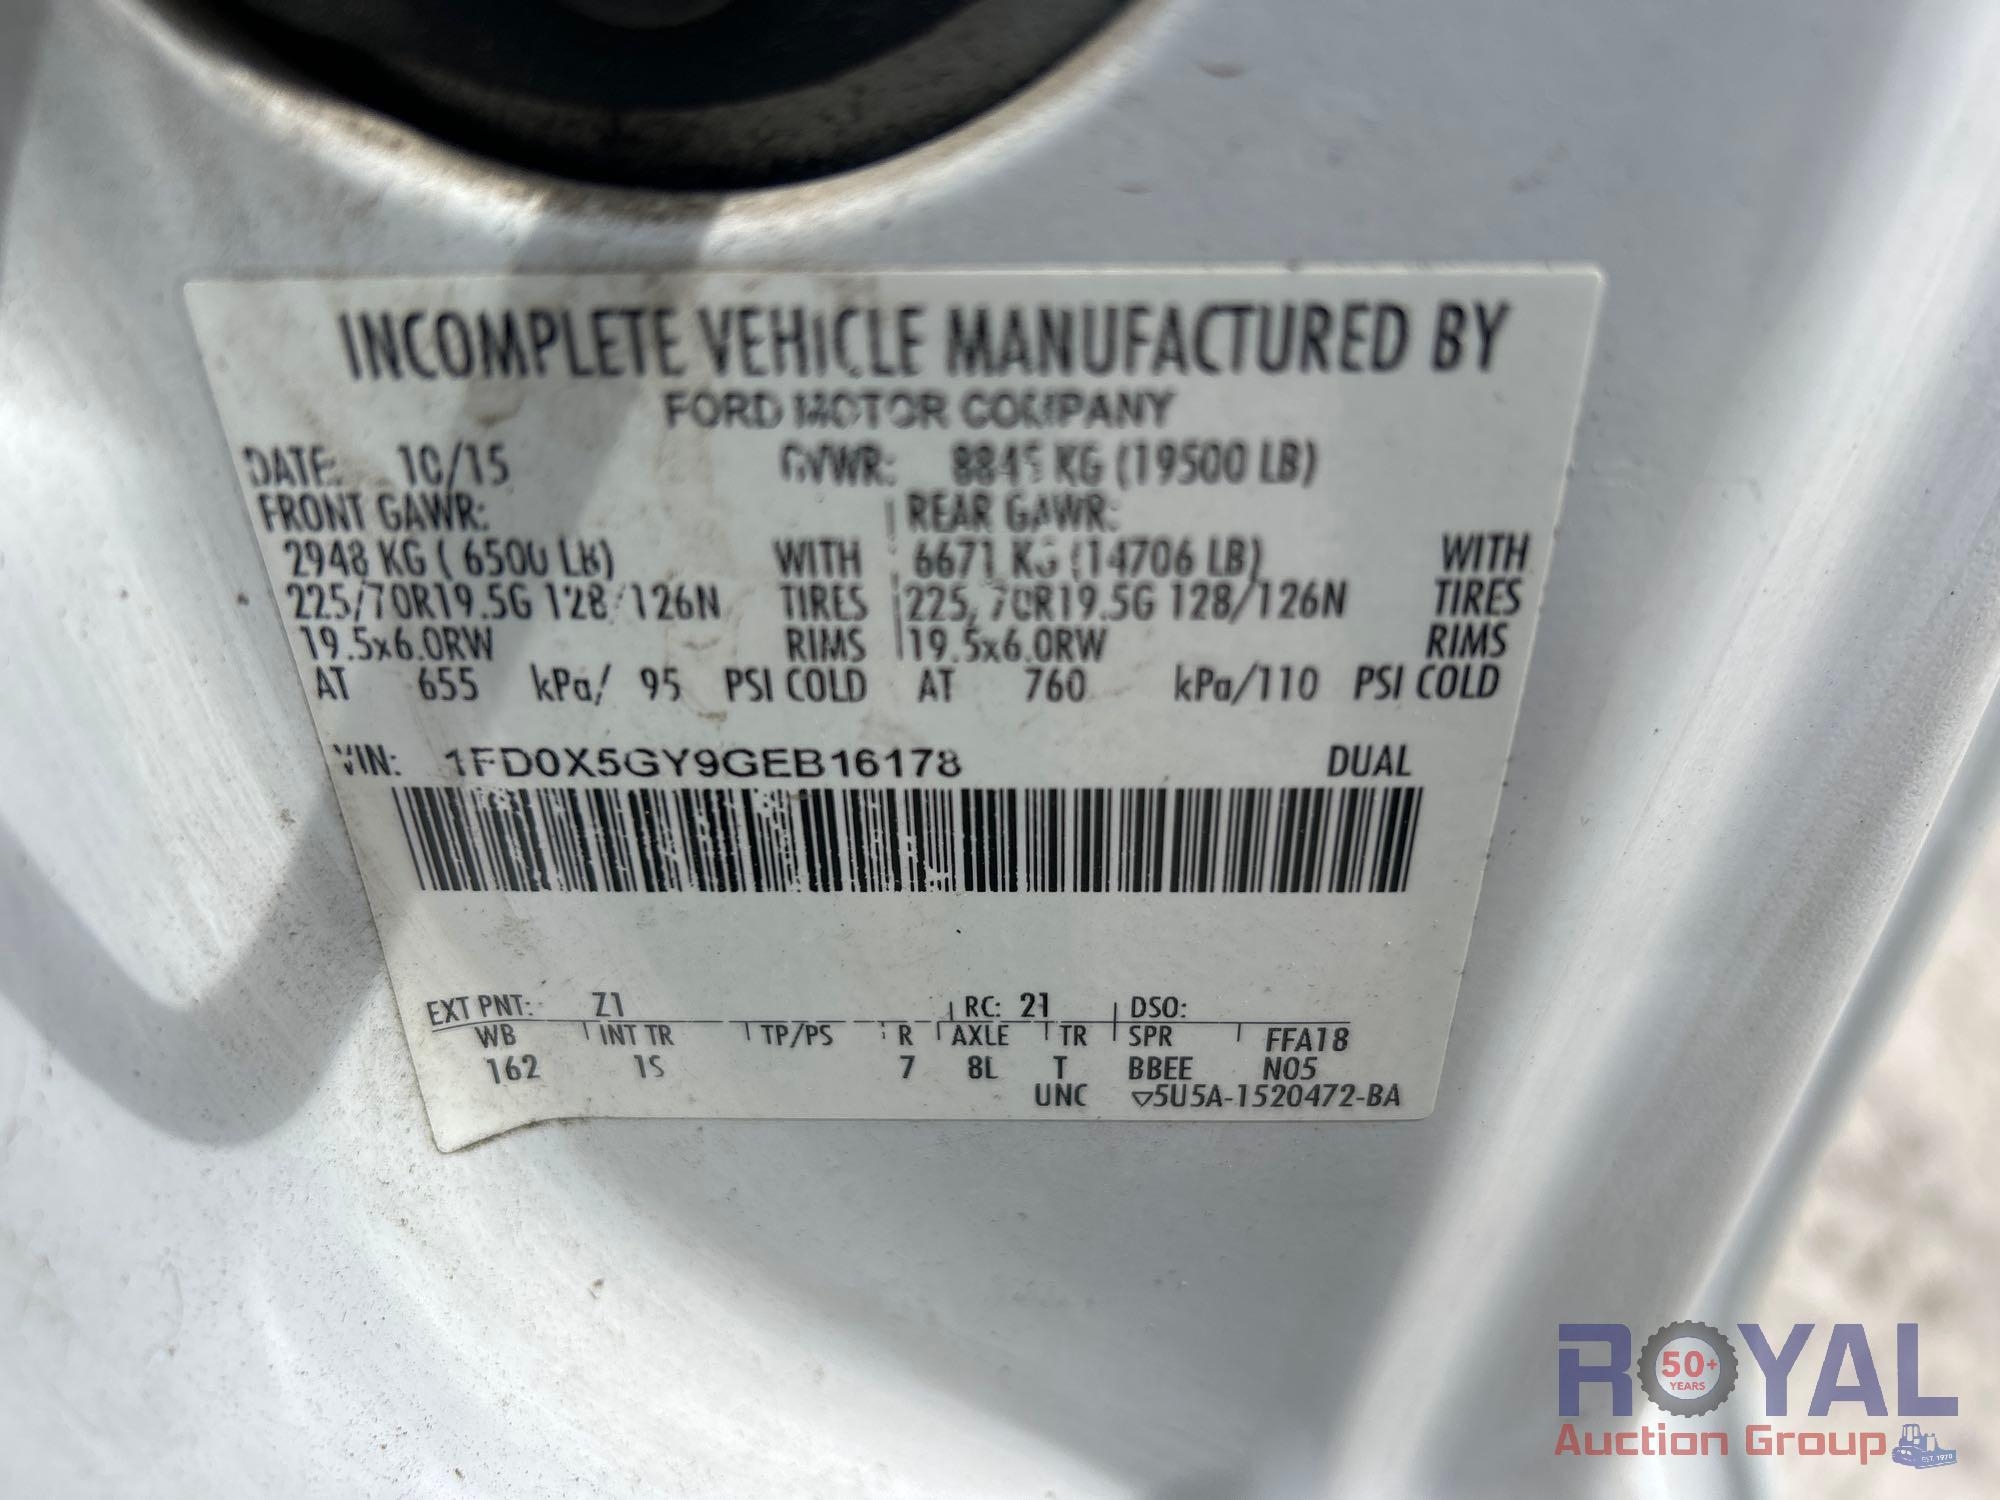 INCOMPLETE VEHICLE MANUFACTURED BY
FORD MOTOR COMPANY
DATE: 10/15 GVWR: 8845 KG (19500 LB)
FRONT GAWR: REAR GAWR:
2948 KG ( 6500 LB) WITH 6671 KG (14706 LB) WITH
225/70R19.5G 128/126N TIRES 225/70R19.5G 128/126N TIRES
19.5x6.0RW RIMS 19.5x6.0RW RIMS
AT 655 kPa/ 95 PSI COLD AT 760 kPa/110 PSI COLD
VIN: 1FD0X5GY9GEB16178 DUAL
EXT PNT: Z1 RC: 21 DSO:
WB INT TR TP/PS R AXLE TR SPR FFA18
162 1S 7 8L T BBEE N05
UNC ▽5U5A-1520472-BA
ROYAL
50+
YEARS
Auction Group
EST. 1970